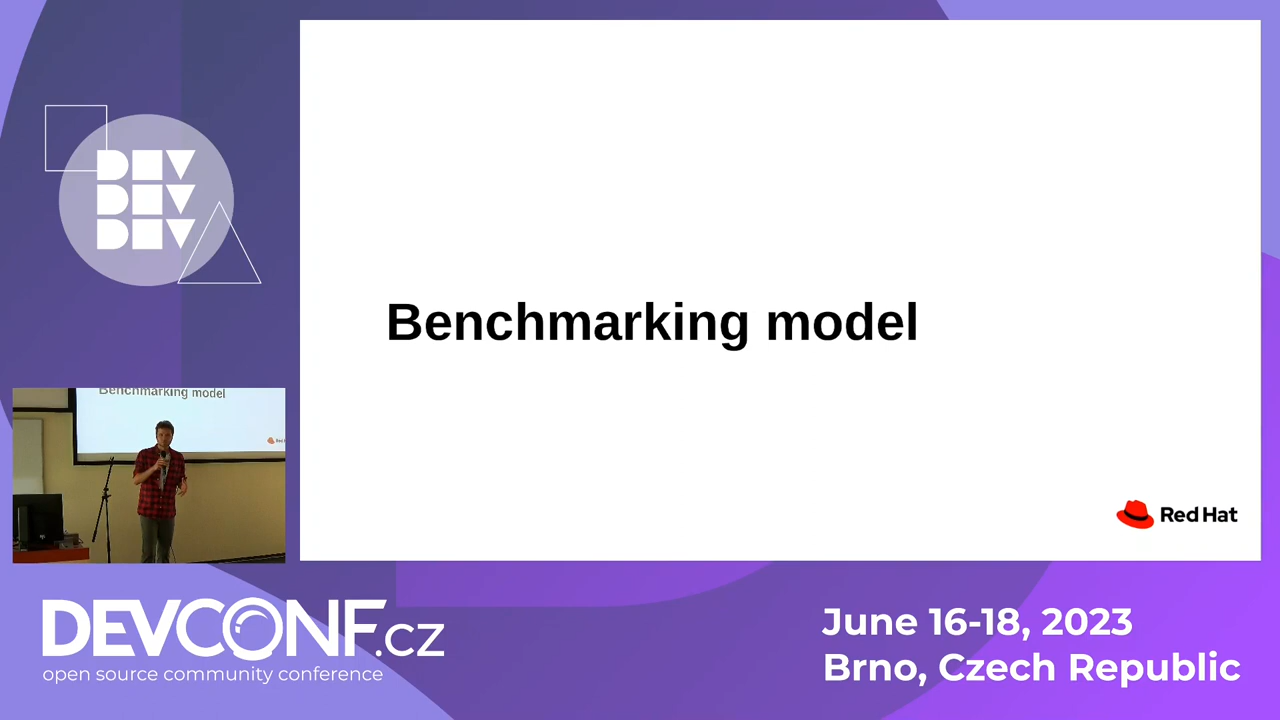 DEV
DEV
DEV
Benchmarking model
Red Hat
Benchmarking model
Red H
DEVCONF.cz
open source community conference
June 16-18, 2023
Brno, Czech Republic